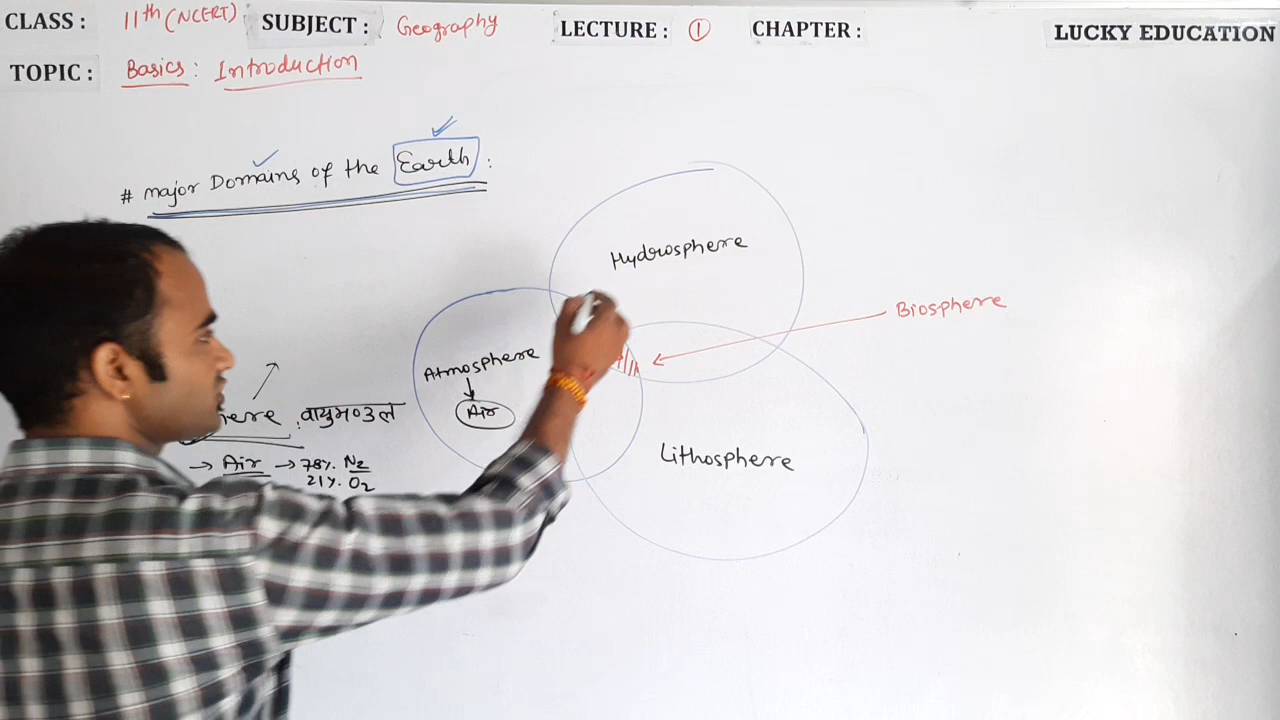 CLASS : 11th (NCERT) SUBJECT : Geography LECTURE : 1 CHAPTER : LUCKY EDUCATION
TOPIC : Basics : Introduction
# major Domains of the Earth :
Hydrosphere
Biosphere
Atmosphere
Air
Lithosphere
वायुमण्डल
→ Air → 78%. N2
21%. O2